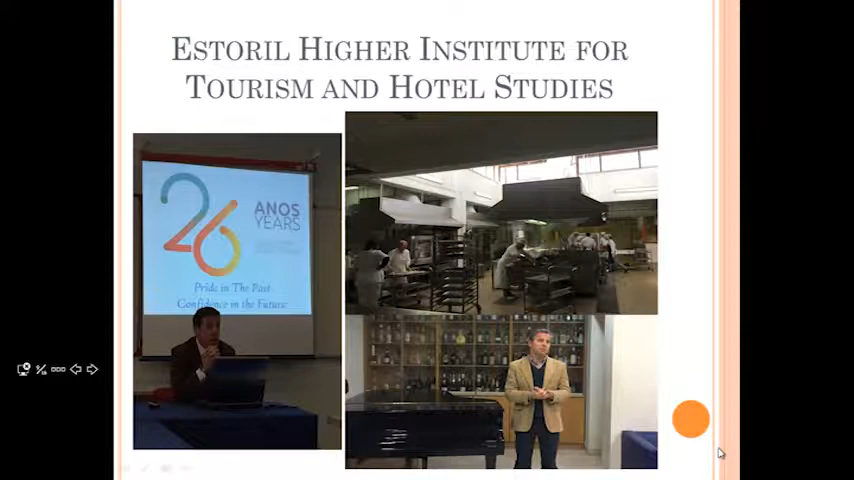 ESTORIL HIGHER INSTITUTE FOR
TOURISM AND HOTEL STUDIES
26
ANOS
YEARS
Pride in The Past
Confidence in the Future